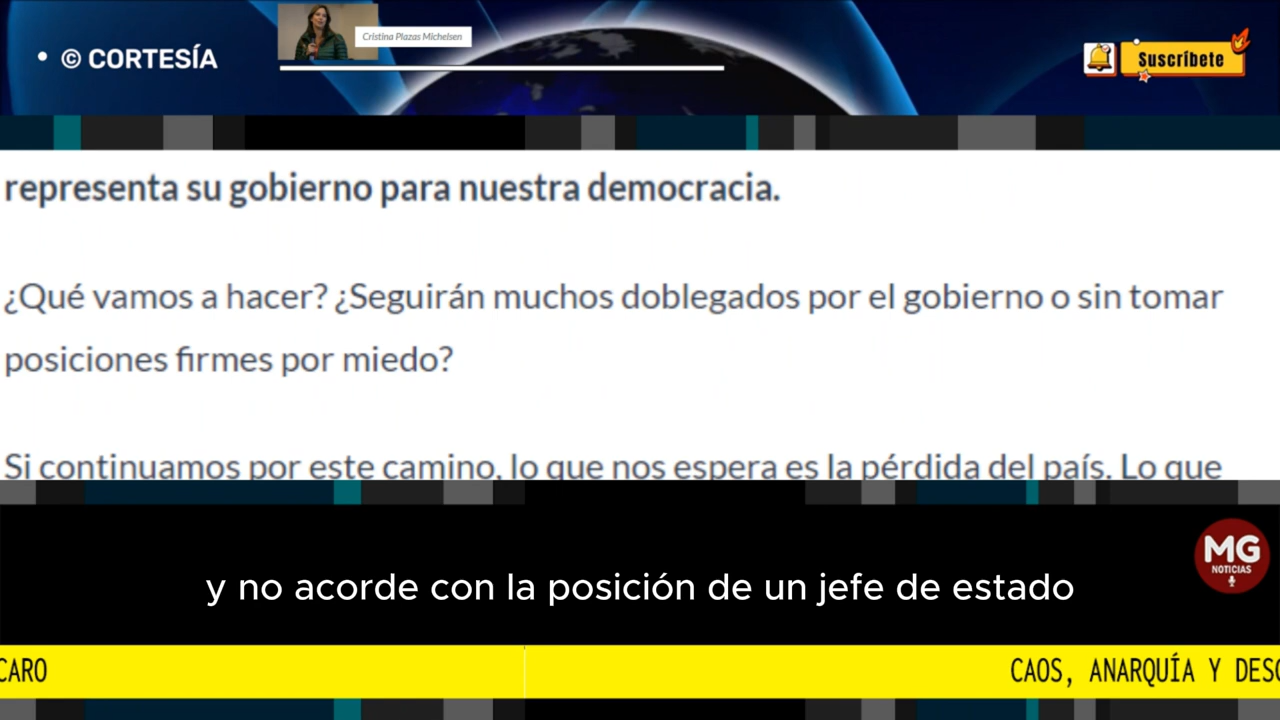 • © CORTESÍA
Cristina Plazas Michelsen
Suscríbete
representa su gobierno para nuestra democracia.
¿Qué vamos a hacer? ¿Seguirán muchos doblegados por el gobierno o sin tomar
posiciones firmes por miedo?
Si continuamos por este camino, lo que nos espera es la pérdida del país. Lo que
MG
NOTICIAS
y no acorde con la posición de un jefe de estado
CARO
CAOS, ANARQUÍA Y DESO